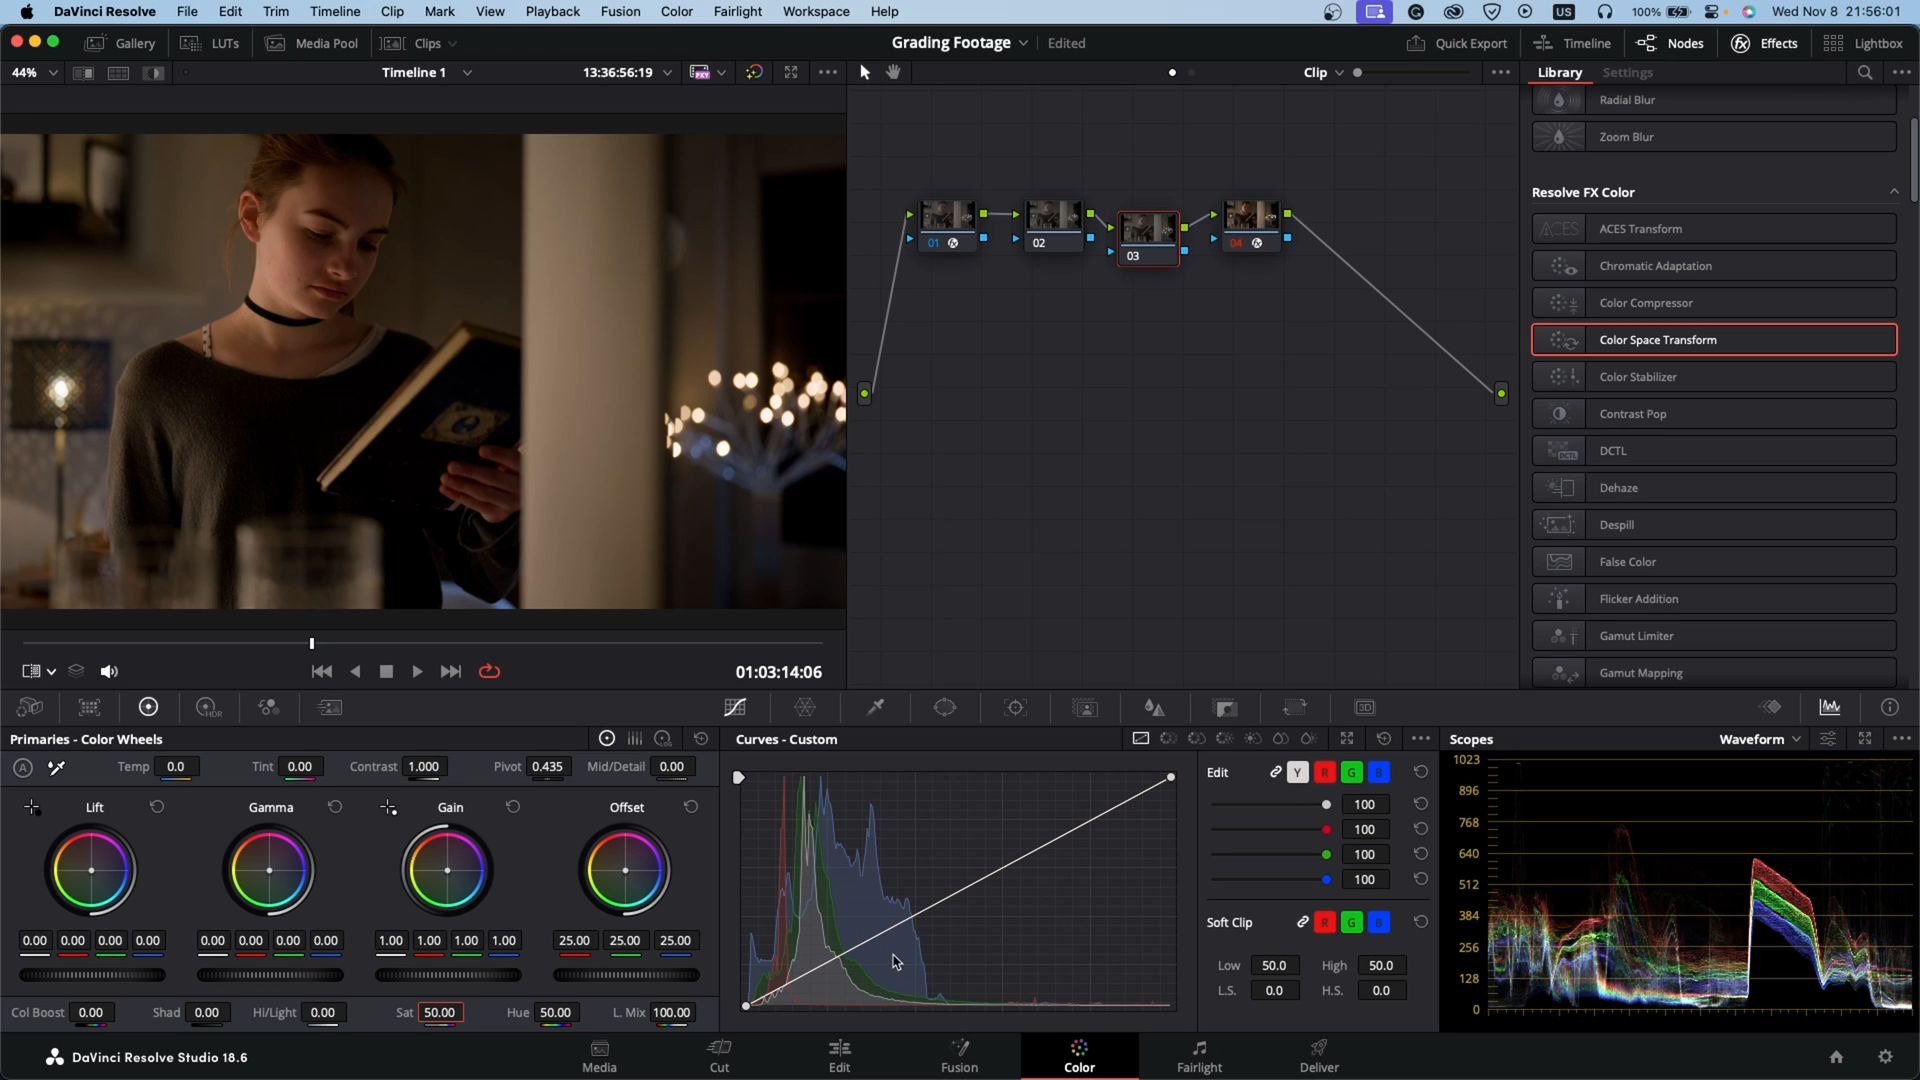 DaVinci Resolve File Edit Trim Timeline Clip Mark View Playback Fusion Color Fairlight Workspace Help US 100% Wed Nov 8 21:56:01
Gallery LUTs Media Pool Clips Grading Footage Edited Quick Export Timeline Nodes Effects Lightbox
44% Timeline 1 13:36:56:19 PXY Clip Library Settings
Radial Blur
Zoom Blur
Resolve FX Color
ACES Transform
Chromatic Adaptation
Color Compressor
Color Space Transform
Color Stabilizer
Contrast Pop
DCTL
Dehaze
Despill
False Color
Flicker Addition
Gamut Limiter
Gamut Mapping
01 02 03 04
01:03:14:06
HDR 3D
Primaries - Color Wheels Curves - Custom Scopes Waveform
A Temp 0.0 Tint 0.00 Contrast 1.000 Pivot 0.435 Mid/Detail 0.00
Lift Gamma Gain Offset
0.00 0.00 0.00 0.00 0.00 0.00 0.00 0.00 1.00 1.00 1.00 1.00 25.00 25.00 25.00
Col Boost 0.00 Shad 0.00 Hi/Light 0.00 Sat 50.00 Hue 50.00 L. Mix 100.00
Edit Y R G B
100
100
100
100
Soft Clip R G B
Low 50.0 High 50.0
L.S. 0.0 H.S. 0.0
1023
896
768
640
512
384
256
128
0
DaVinci Resolve Studio 18.6 Media Cut Edit Fusion Color Fairlight Deliver